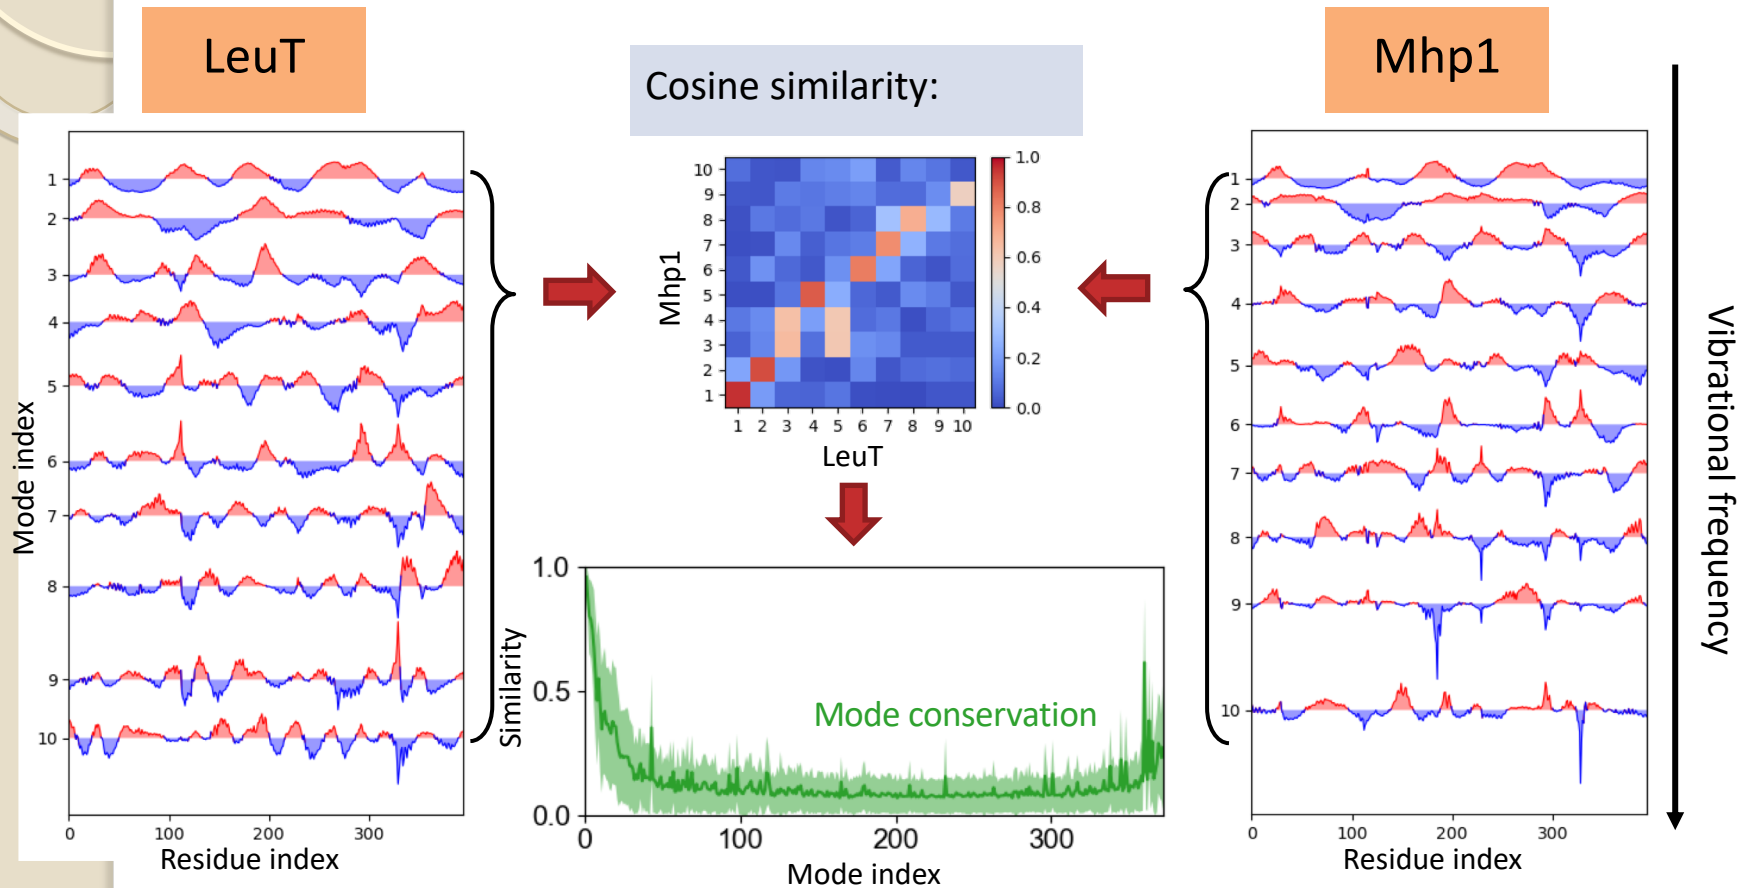 LeuT
Cosine similarity:
Mhp1
1
2
3
4
5
6
7
8
9
10
0
100
200
300
Mode index
Residue index
10
9
8
7
6
5
4
3
2
1
Mhp1
1 2 3 4 5 6 7 8 9 10
LeuT
1.0
0.8
0.6
0.4
0.2
0.0
1.0
0.5
0.0
Similarity
Mode conservation
0 100 200 300
Mode index
1
2
3
4
5
6
7
8
9
10
0 100 200 300
Residue index
Vibrational frequency